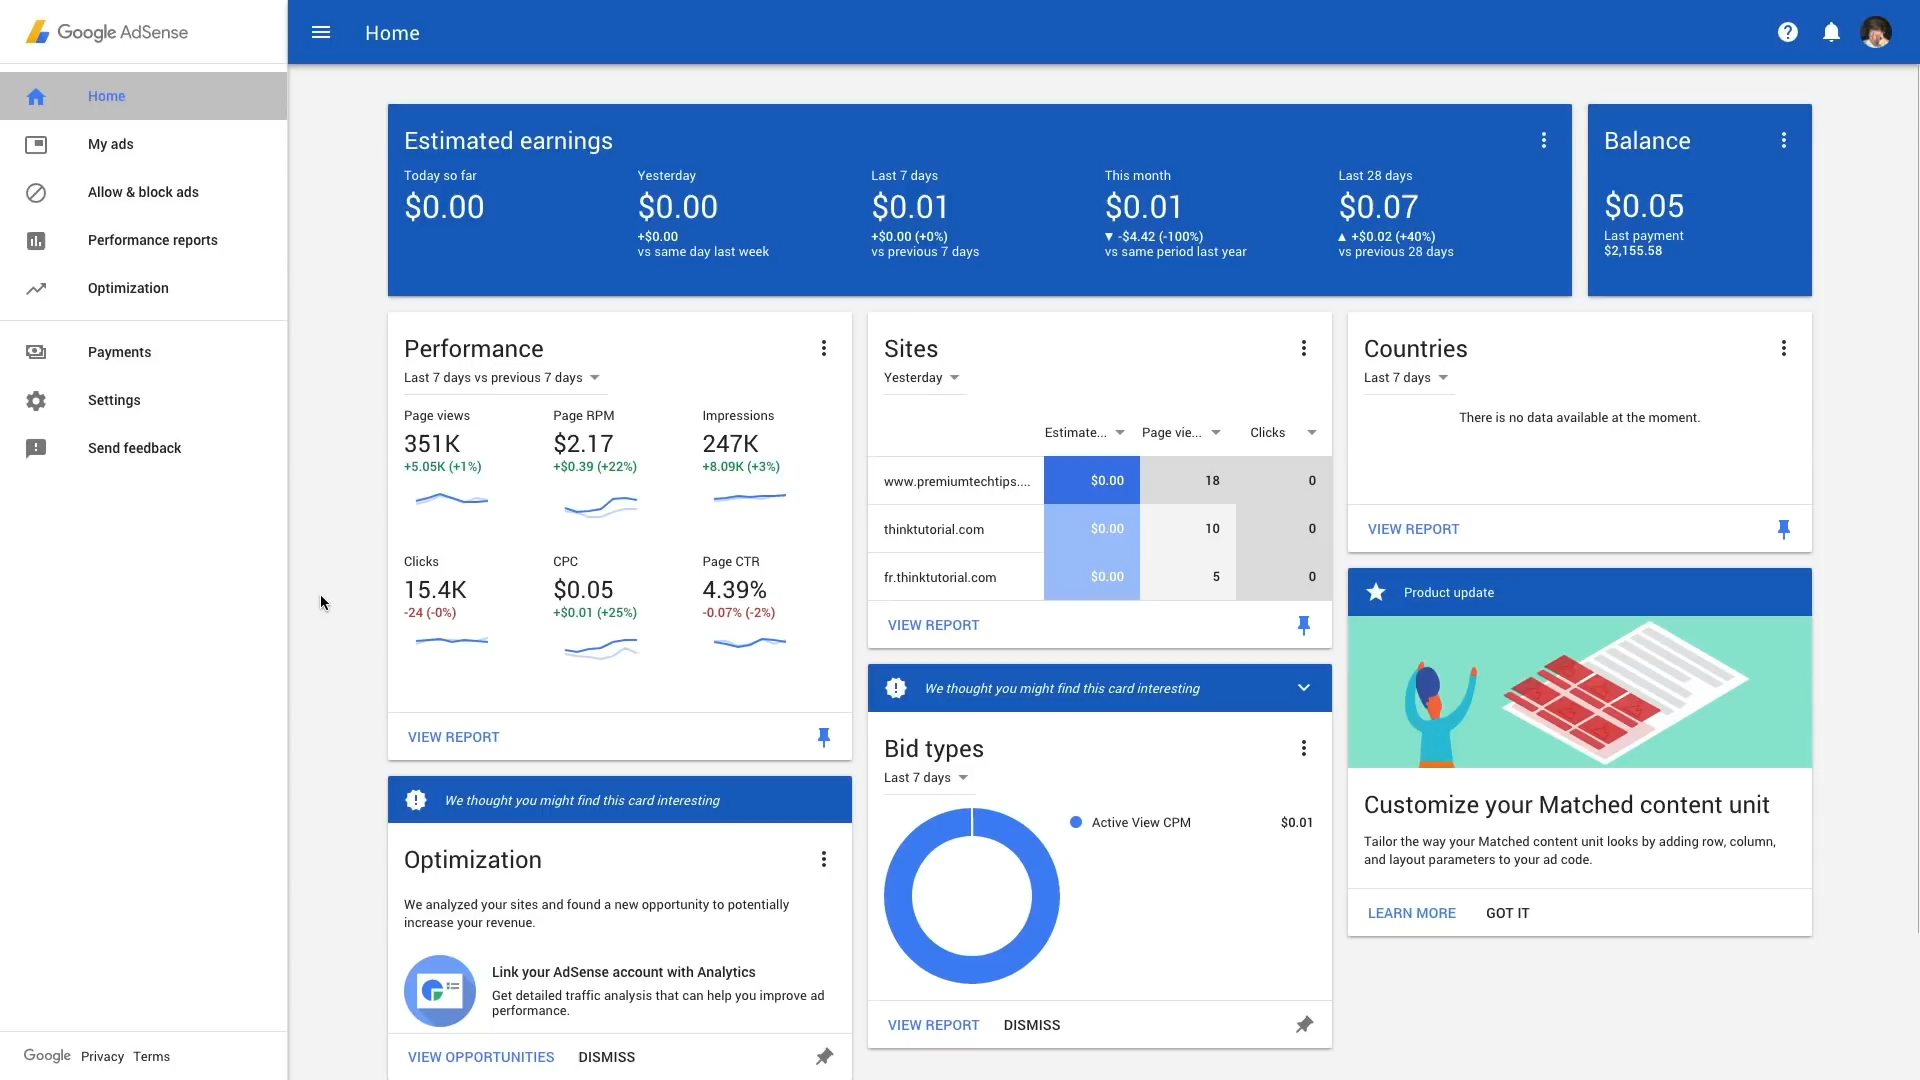 Google AdSense
Home
My ads
Allow & block ads
Performance reports
Optimization
Payments
Settings
Send feedback
Google Privacy Terms
Home
Estimated earnings
Today so far
$0.00
Yesterday
$0.00
+$0.00
vs same day last week
Last 7 days
$0.01
+$0.00 (+0%)
vs previous 7 days
This month
$0.01
-$4.42 (-100%)
vs same period last year
Last 28 days
$0.07
+$0.02 (+40%)
vs previous 28 days
Balance
$0.05
Last payment
$2,155.58
Performance
Last 7 days vs previous 7 days
Page views
351K
+5.05K (+1%)
Page RPM
$2.17
+$0.39 (+22%)
Impressions
247K
+8.09K (+3%)
Clicks
15.4K
-24 (-0%)
CPC
$0.05
+$0.01 (+25%)
Page CTR
4.39%
-0.07% (-2%)
VIEW REPORT
We thought you might find this card interesting
Optimization
We analyzed your sites and found a new opportunity to potentially
increase your revenue.
Link your AdSense account with Analytics
Get detailed traffic analysis that can help you improve ad
performance.
VIEW OPPORTUNITIES DISMISS
Sites
Yesterday
Estimate... Page vie... Clicks
www.premiumtechtips.... $0.00 18 0
thinktutorial.com $0.00 10 0
fr.thinktutorial.com $0.00 5 0
VIEW REPORT
We thought you might find this card interesting
Bid types
Last 7 days
Active View CPM $0.01
VIEW REPORT DISMISS
Countries
Last 7 days
There is no data available at the moment.
VIEW REPORT
Product update
Customize your Matched content unit
Tailor the way your Matched content unit looks by adding row, column,
and layout parameters to your ad code.
LEARN MORE GOT IT